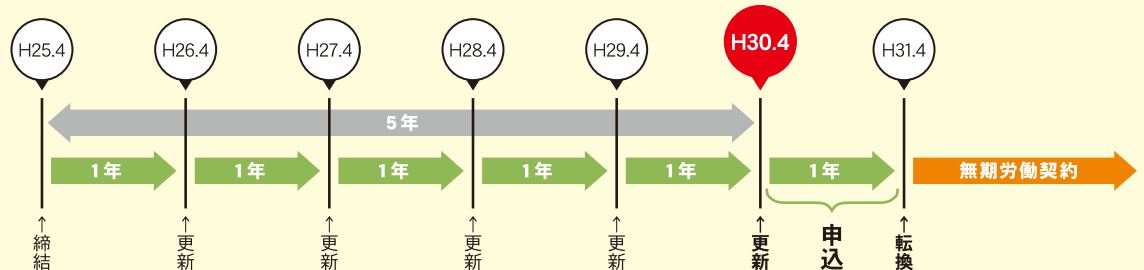 H25.4
H26.4
H27.4
H28.4
H29.4
H30.4
H31.4
5年
1年
1年
1年
1年
1年
1年
無期労働契約
↑締結
↑更新
↑更新
↑更新
↑更新
↑更新
申込
↑転換